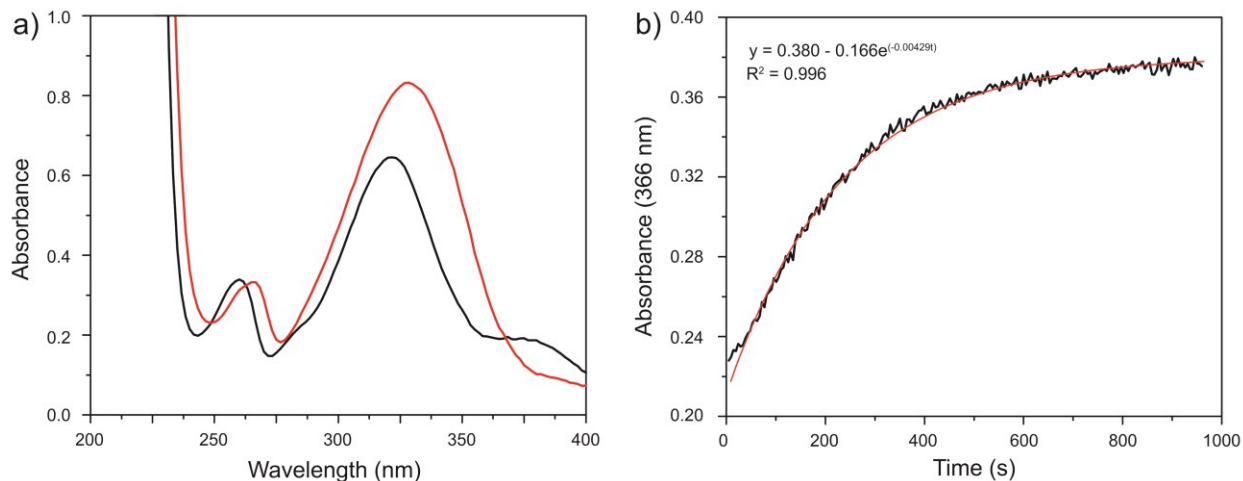 a)
1.0
0.8
0.6
0.4
0.2
0.0
Absorbance
200
250
300
350
400
Wavelength (nm)
b)
0.40
0.36
0.32
0.28
0.24
0.20
Absorbance (366 nm)
y = 0.380 - 0.166e(-0.00429t)
R² = 0.996
0
200
400
600
800
1000
Time (s)